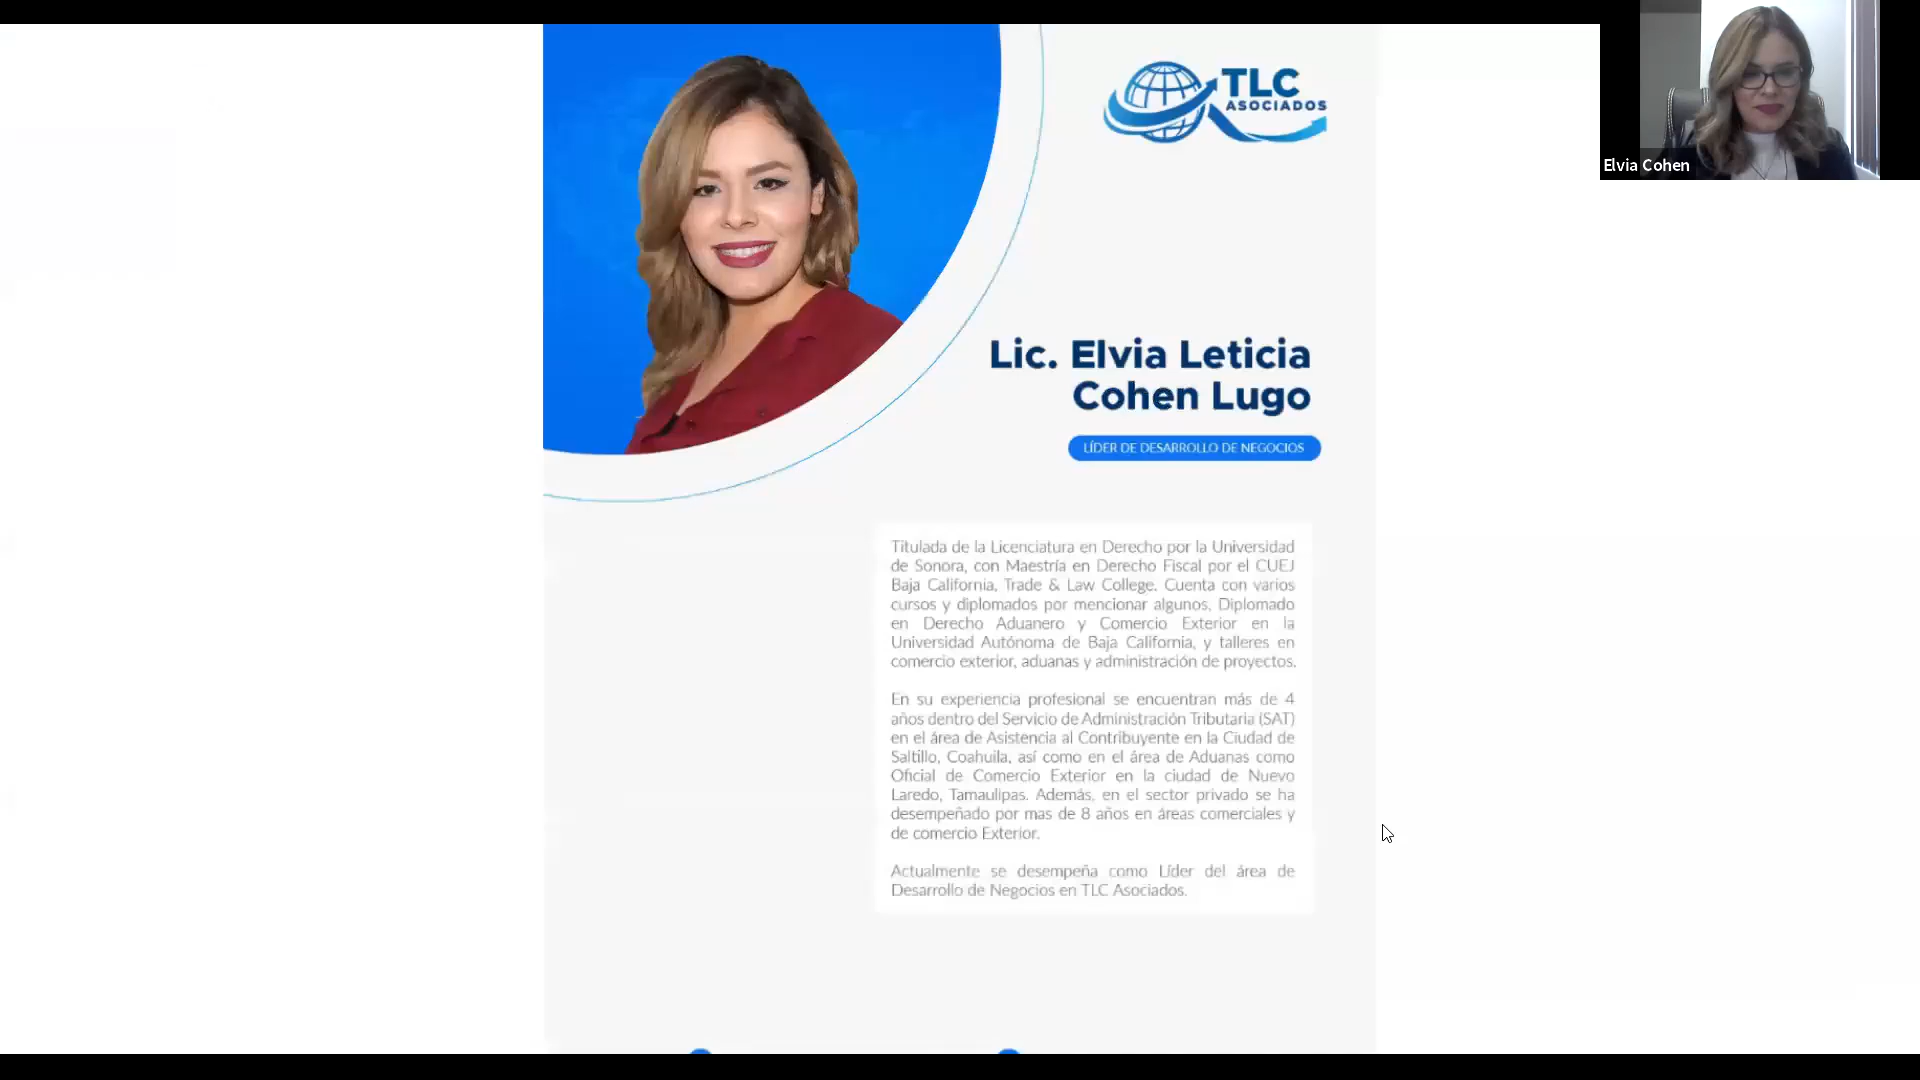 TLC
ASOCIADOS
Elvia Cohen
Lic. Elvia Leticia
Cohen Lugo
LÍDER DE DESARROLLO DE NEGOCIOS
Titulada de la Licenciatura en Derecho por la Universidad
de Sonora, con Maestría en Derecho Fiscal por el CUEJ
Baja California, Trade & Law College. Cuenta con varios
cursos y diplomados por mencionar algunos, Diplomado
en Derecho Aduanero y Comercio Exterior en la
Universidad Autónoma de Baja California, y talleres en
comercio exterior, aduanas y administración de proyectos.
En su experiencia profesional se encuentran más de 4
años dentro del Servicio de Administración Tributaria (SAT)
en el área de Asistencia al Contribuyente en la Ciudad de
Saltillo, Coahuila, así como en el área de Aduanas como
Oficial de Comercio Exterior en la ciudad de Nuevo
Laredo, Tamaulipas. Además, en el sector privado se ha
desempeñado por mas de 8 años en áreas comerciales y
de comercio Exterior.
Actualmente se desempeña como Líder del área de
Desarrollo de Negocios en TLC Asociados.